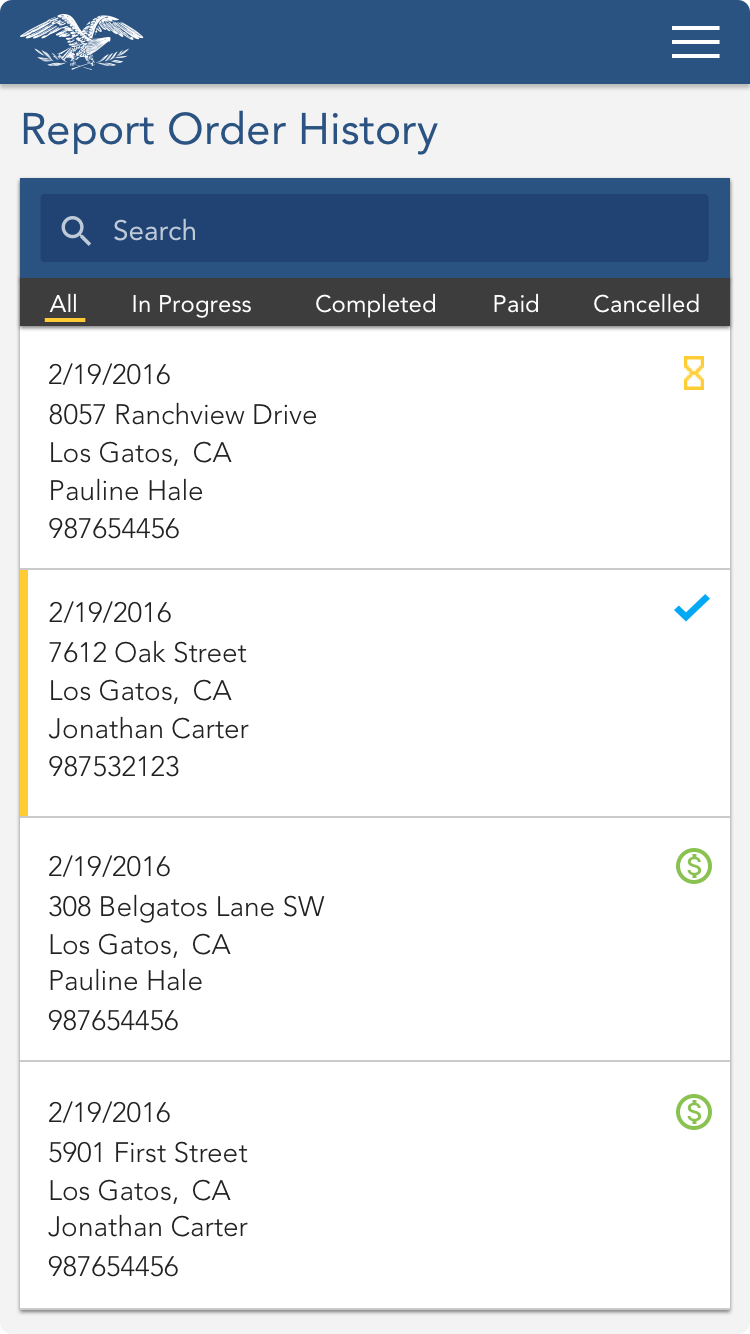 Report Order History
Search
All In Progress Completed Paid Cancelled
2/19/2016
8057 Ranchview Drive
Los Gatos, CA
Pauline Hale
987654456
2/19/2016
7612 Oak Street
Los Gatos, CA
Jonathan Carter
987532123
2/19/2016
308 Belgatos Lane SW
Los Gatos, CA
Pauline Hale
987654456
2/19/2016
5901 First Street
Los Gatos, CA
Jonathan Carter
987654456